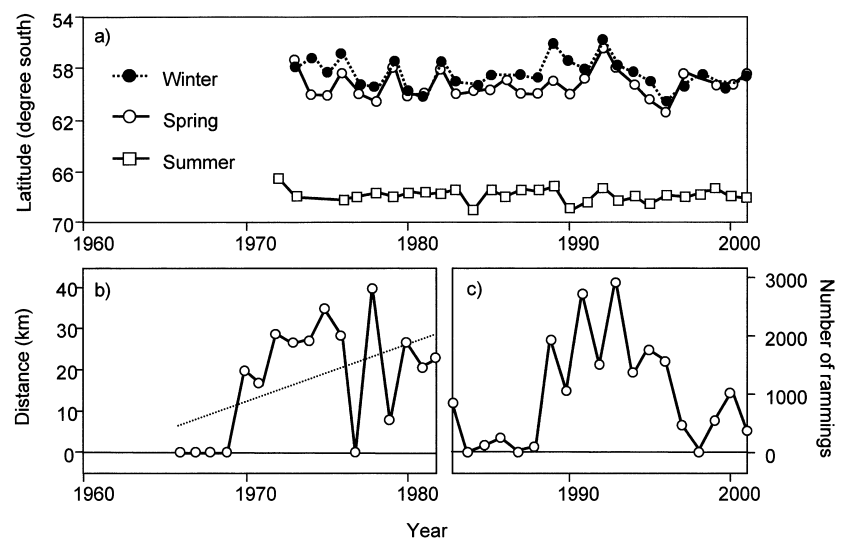 a)
54
58
62
66
70
Latitude (degree south)
Winter
Spring
Summer
1960 1970 1980 1990 2000
b)
40
30
20
10
0
Distance (km)
1960 1970 1980
c)
3000
2000
1000
0
Number of rammings
1990 2000
Year